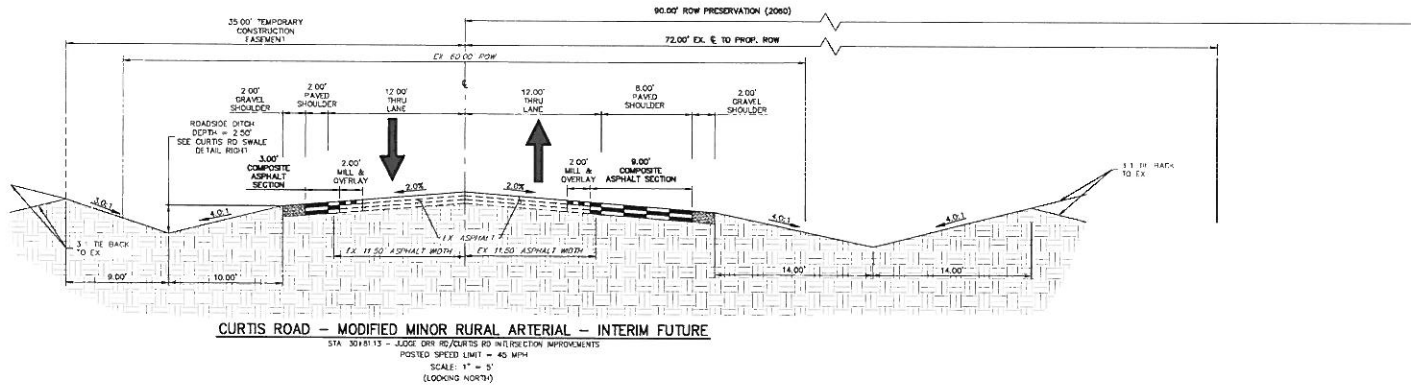 90.00' ROW PRESERVATION (2060)
35.00' TEMPORARY
CONSTRUCTION
EASEMENT
72.00' EX. ℄ TO PROP. ROW
EX. 60.00 ROW
℄
2.00'
GRAVEL
SHOULDER
2.00'
PAVED
SHOULDER
12.00'
THRU
LANE
12.00'
THRU
LANE
8.00'
PAVED
SHOULDER
2.00'
GRAVEL
SHOULDER
ROADSIDE DITCH
DEPTH = 2.50'
SEE CURTIS RD SWALE
DETAIL RIGHT
3.00'
COMPOSITE
ASPHALT
SECTION
2.00'
MILL &
OVERLAY
2.00'
MILL &
OVERLAY
9.00'
COMPOSITE
ASPHALT SECTION
3:1 TIE BACK
TO EX
2.0%
2.0%
3.0:1
4.0:1
4.0:1
4.0:1
EX. ASPHALT
3:1 TIE BACK
TO EX
EX. 11.50' ASPHALT WIDTH
EX. 11.50' ASPHALT WIDTH
9.00'
10.00'
14.00'
14.00'
CURTIS ROAD – MODIFIED MINOR RURAL ARTERIAL – INTERIM FUTURE
JUDGE ORR RD/CURTIS RD INTERSECTION IMPROVEMENTS
POSTED SPEED LIMIT = 45 MPH
SCALE: 1" = 5'
(LOOKING NORTH)